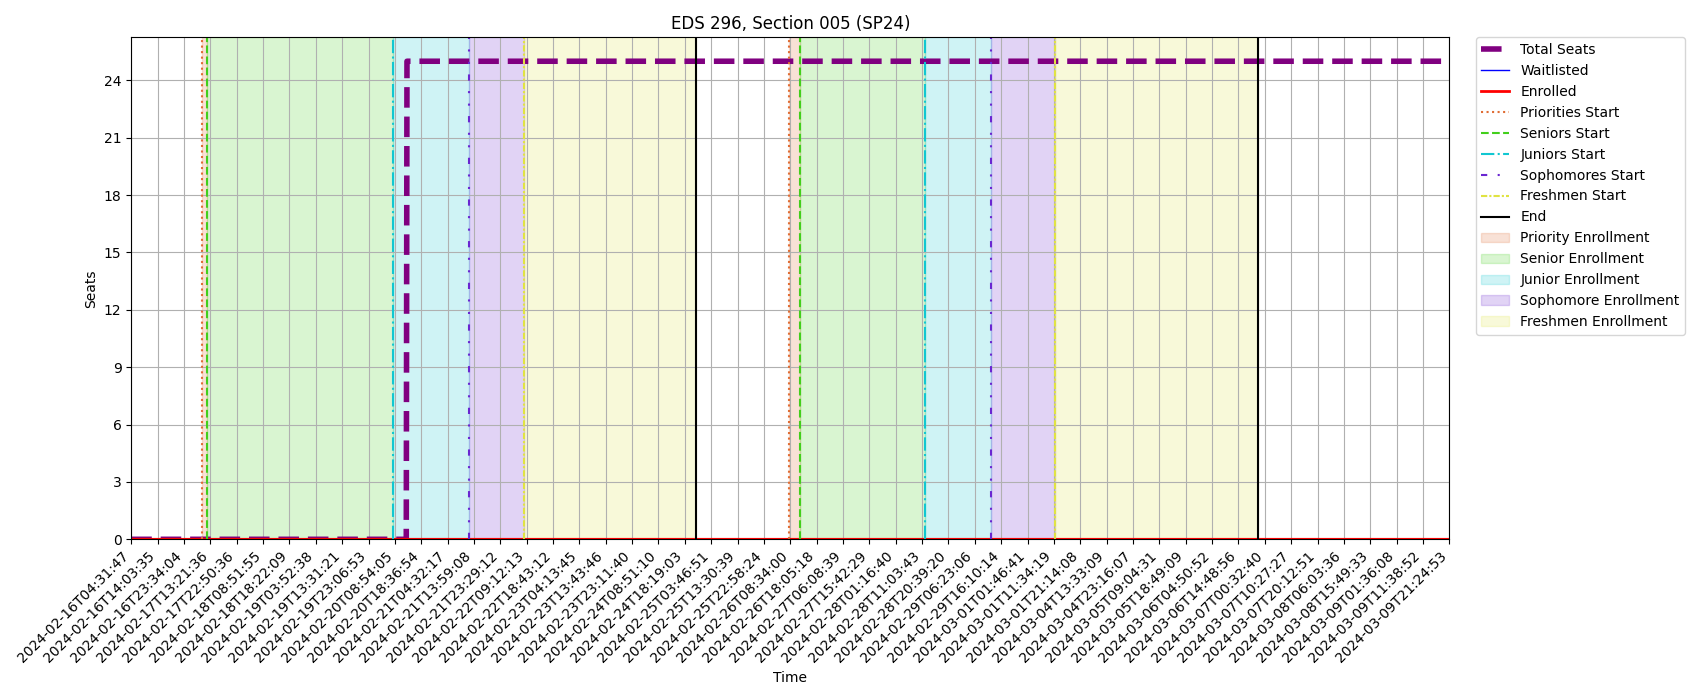 EDS 296, Section 005 (SP24)
Total Seats
Waitlisted
Enrolled
Priorities Start
Seniors Start
Juniors Start
Sophomores Start
Freshmen Start
End
Priority Enrollment
Senior Enrollment
Junior Enrollment
Sophomore Enrollment
Freshmen Enrollment
Seats
24
21
18
15
12
9
6
3
0
2024-02-16T04:31:47
2024-02-16T14:03:35
2024-02-16T23:34:04
2024-02-17T13:21:36
2024-02-17T22:50:36
2024-02-18T08:51:55
2024-02-18T18:22:09
2024-02-19T03:52:38
2024-02-19T13:31:21
2024-02-19T23:06:53
2024-02-20T08:54:05
2024-02-20T18:36:54
2024-02-21T04:32:17
2024-02-21T13:59:08
2024-02-21T23:29:12
2024-02-22T09:12:13
2024-02-22T18:43:12
2024-02-23T04:13:45
2024-02-23T13:43:46
2024-02-23T23:11:40
2024-02-24T08:51:10
2024-02-24T18:19:03
2024-02-25T03:46:51
2024-02-25T13:30:39
2024-02-25T22:58:24
2024-02-26T08:34:00
2024-02-26T18:05:18
2024-02-27T06:08:39
2024-02-27T15:42:29
2024-02-28T01:16:40
2024-02-28T11:03:43
2024-02-28T20:39:20
2024-02-29T06:23:06
2024-02-29T16:10:14
2024-03-01T01:46:41
2024-03-01T11:34:19
2024-03-01T21:14:08
2024-03-04T13:33:09
2024-03-04T23:16:07
2024-03-05T09:04:31
2024-03-05T18:49:09
2024-03-06T04:50:52
2024-03-06T14:48:56
2024-03-07T00:32:40
2024-03-07T10:27:27
2024-03-07T20:12:51
2024-03-08T06:03:36
2024-03-08T15:49:33
2024-03-09T01:36:08
2024-03-09T11:38:52
2024-03-09T21:24:53
Time